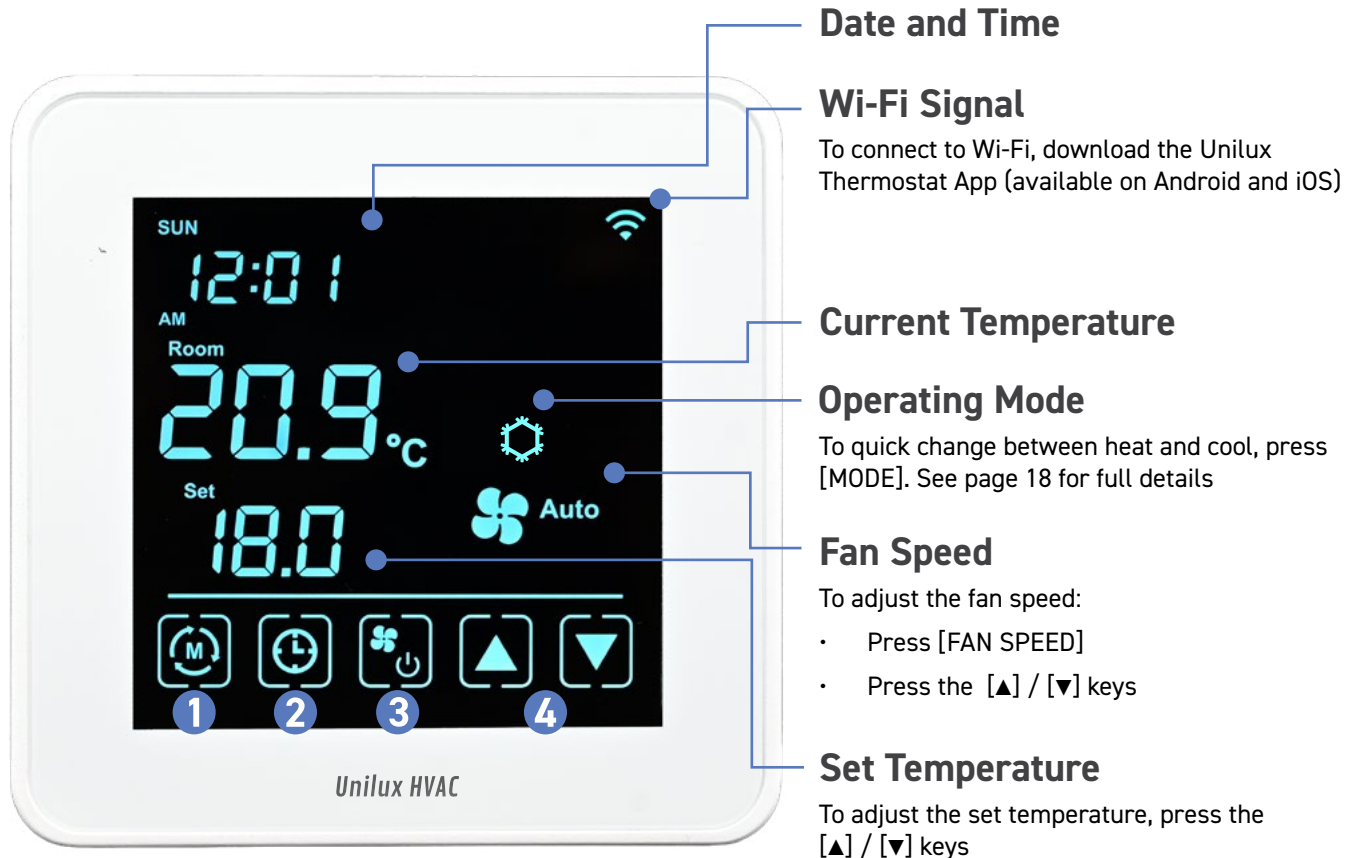 Date and Time
Wi-Fi Signal
To connect to Wi-Fi, download the Unilux
Thermostat App (available on Android and iOS)
Current Temperature
Operating Mode
To quick change between heat and cool, press
[MODE]. See page 18 for full details
Fan Speed
To adjust the fan speed:
· Press [FAN SPEED]
· Press the [▲] / [▼] keys
Set Temperature
To adjust the set temperature, press the
[▲] / [▼] keys
SUN
12:01
AM
Room
20.9 °C
Set
18.0
Auto
M
1 2 3 4
Unilux HVAC